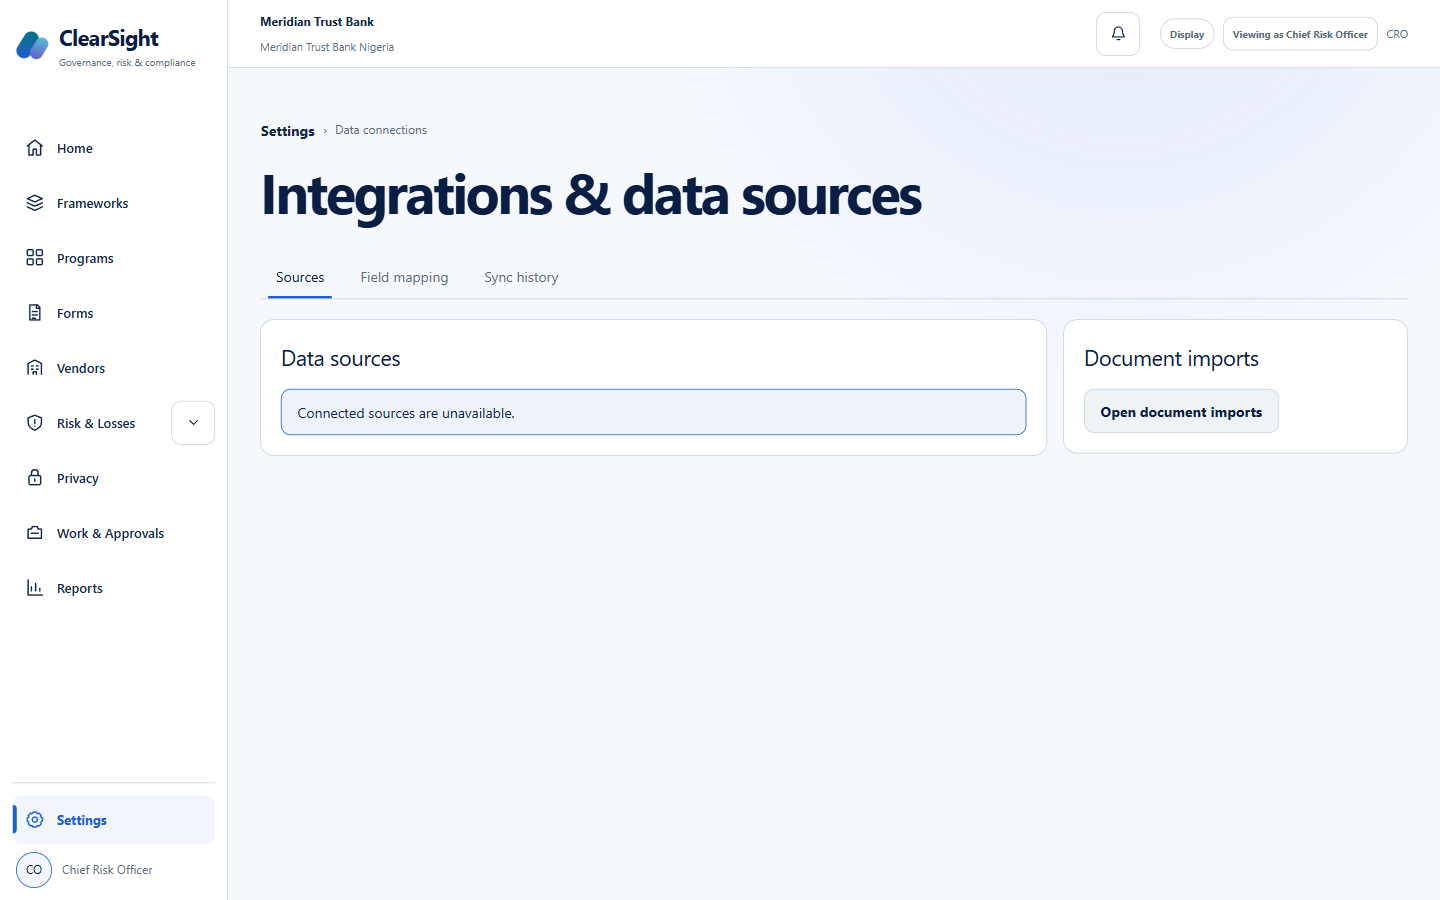 ClearSight
Governance, risk & compliance
Home
Frameworks
Programs
Forms
Vendors
Risk & Losses
Privacy
Work & Approvals
Reports
Settings
CO
Chief Risk Officer
Meridian Trust Bank
Meridian Trust Bank Nigeria
Display
Viewing as Chief Risk Officer
CRO
Settings › Data connections
Integrations & data sources
Sources
Field mapping
Sync history
Data sources
Connected sources are unavailable.
Document imports
Open document imports